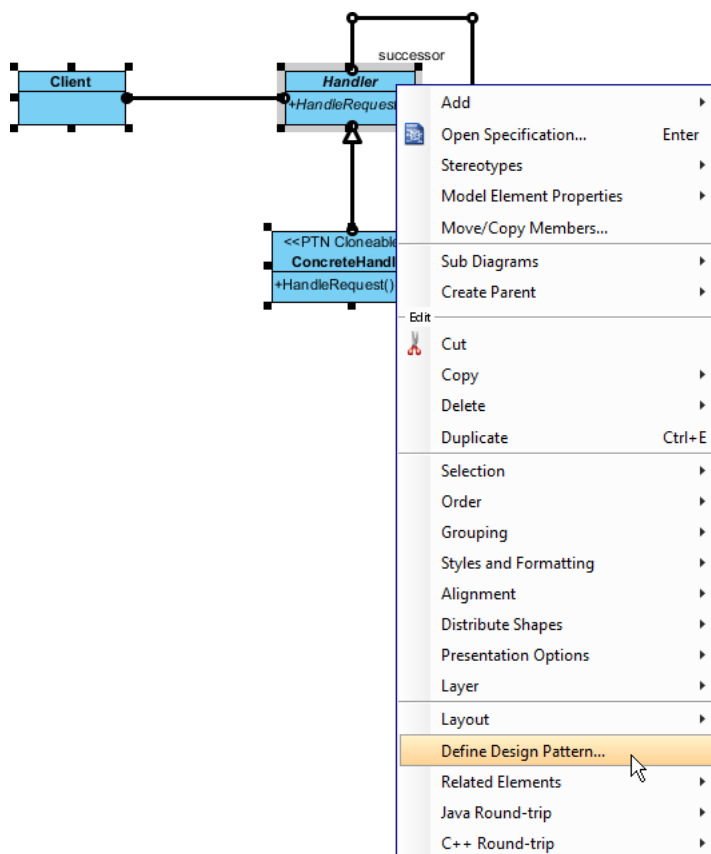 successor
Client
Handler
+HandleRequest
<<PTN Cloneable
ConcreteHandl
+HandleRequest()
Add
Open Specification... Enter
Stereotypes
Model Element Properties
Move/Copy Members...
Sub Diagrams
Create Parent
Edit
Cut
Copy
Delete
Duplicate Ctrl+E
Selection
Order
Grouping
Styles and Formatting
Alignment
Distribute Shapes
Presentation Options
Layer
Layout
Define Design Pattern...
Related Elements
Java Round-trip
C++ Round-trip